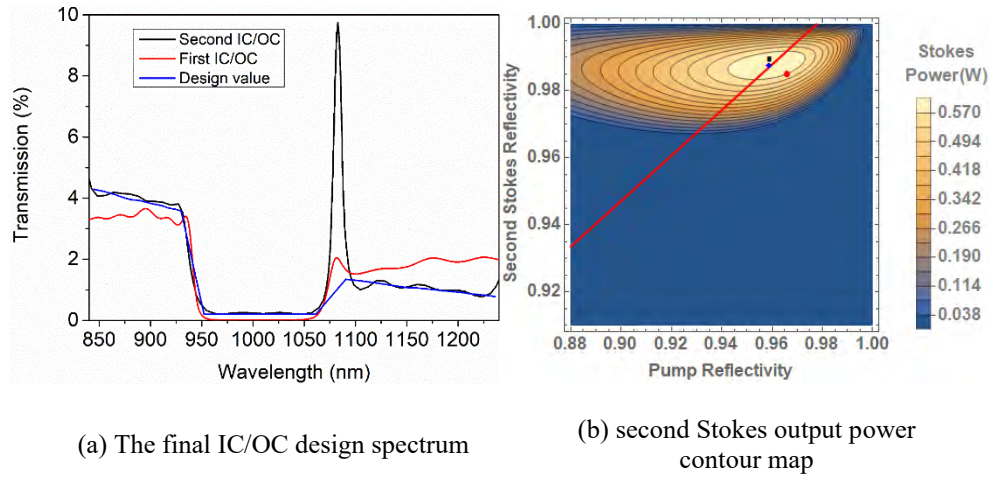 10
8
6
4
2
0
Transmission (%)
Second IC/OC
First IC/OC
Design value
850 900 950 1000 1050 1100 1150 1200
Wavelength (nm)
(a) The final IC/OC design spectrum
1.00
0.98
0.96
0.94
0.92
Second Stokes Reflectivity
0.88 0.90 0.92 0.94 0.96 0.98 1.00
Pump Reflectivity
Stokes
Power(W)
0.570
0.494
0.418
0.342
0.266
0.190
0.114
0.038
(b) second Stokes output power
contour map